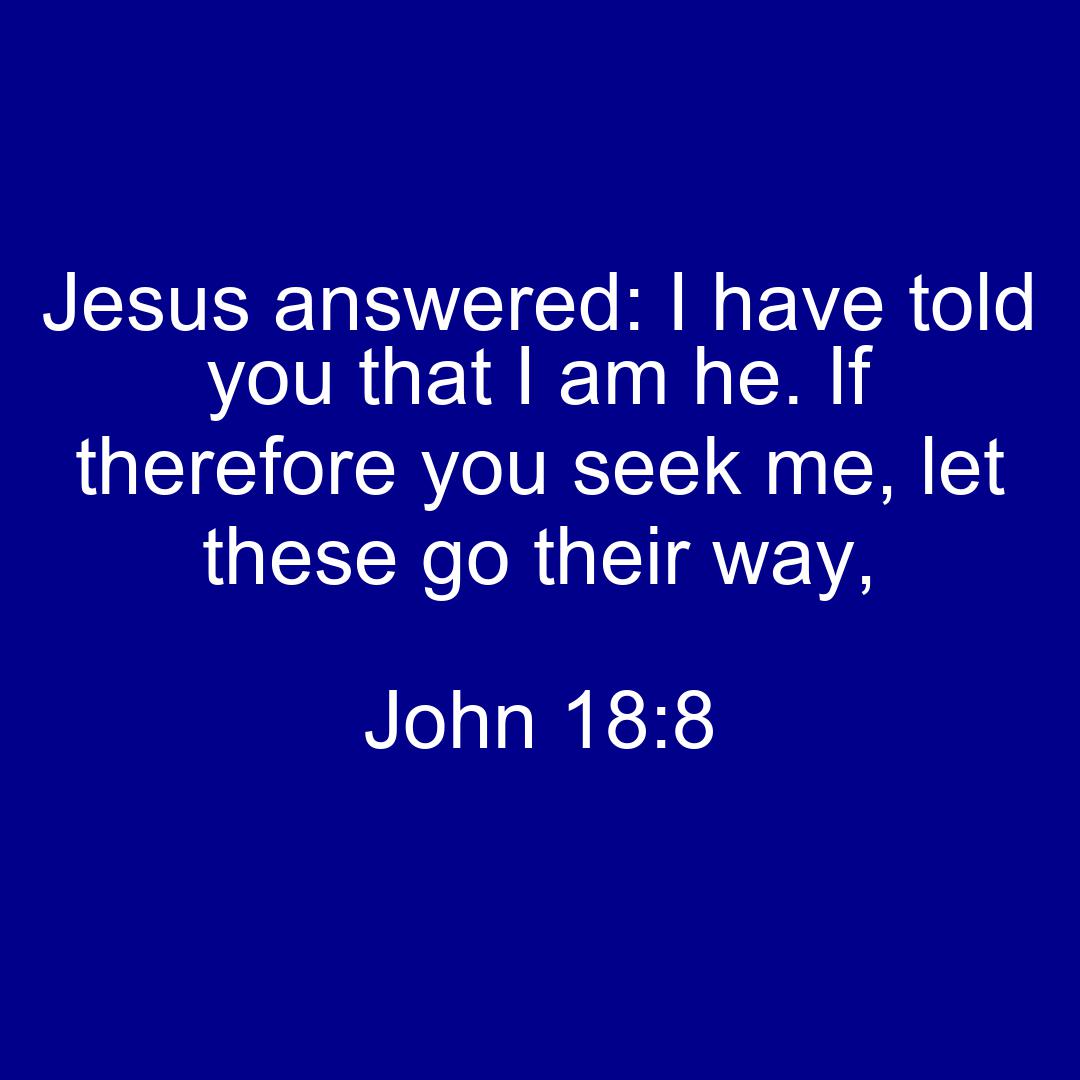 Jesus answered: I have told
you that I am he. If
therefore you seek me, let
these go their way,
John 18:8